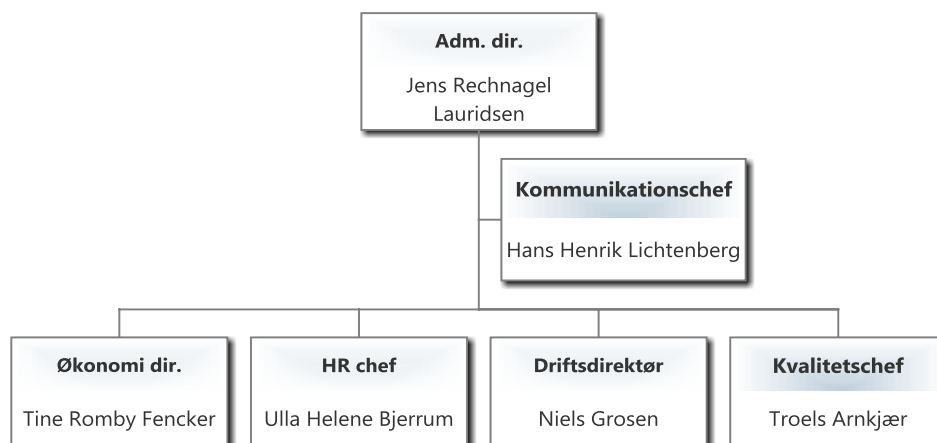 Adm. dir.
Jens Rechnagel
Lauridsen
Kommunikationschef
Hans Henrik Lichtenberg
Økonomi dir.
Tine Romby Fencker
HR chef
Ulla Helene Bjerrum
Driftsdirektør
Niels Grosen
Kvalitetschef
Troels Arnkjær